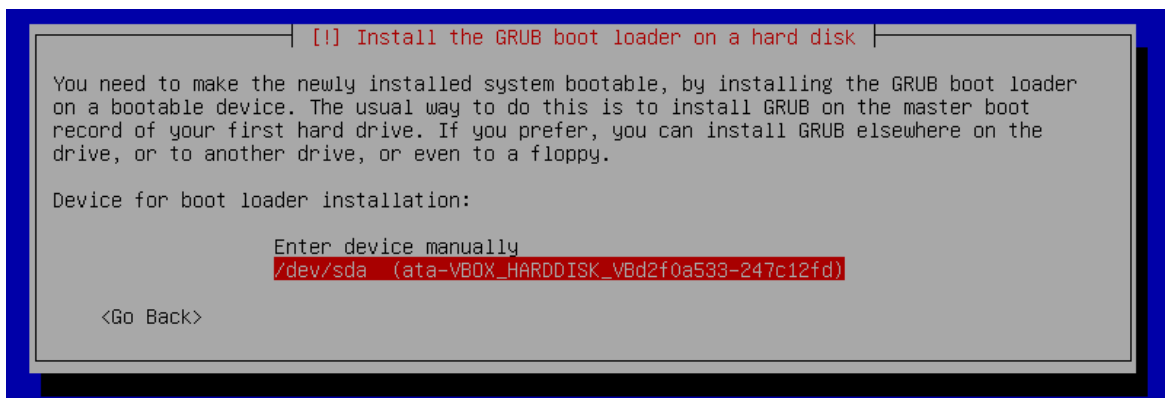 [!] Install the GRUB boot loader on a hard disk
You need to make the newly installed system bootable, by installing the GRUB boot loader
on a bootable device. The usual way to do this is to install GRUB on the master boot
record of your first hard drive. If you prefer, you can install GRUB elsewhere on the
drive, or to another drive, or even to a floppy.
Device for boot loader installation:
Enter device manually
/dev/sda (ata-VBOX_HARDDISK_VBd2f0a533-247c12fd)
<Go Back>